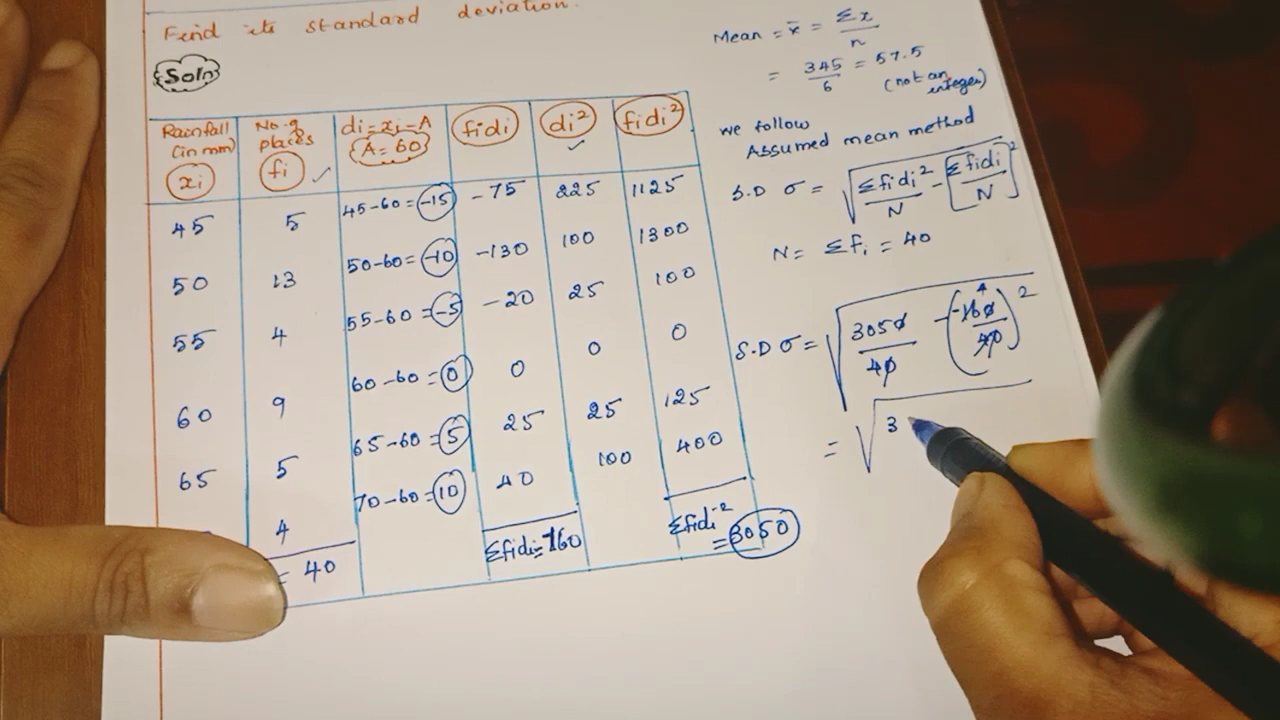 Find its standard deviation.
Soln
Mean = x̄ = Σx/n
= 345/6 = 57.5
(not an integer)
we follow
Assumed mean method
S.D σ = √(Σfidi²/N - [Σfidi/N]²)
N = Σfi = 40
S.D σ = √(3050/40 - (-160/40)²)
4
= √3
Rainfall (in mm) xi | No. of places fi | di = xi - A A = 60 | fidi | di² | fidi²
45 | 5 | 45-60 = -15 | -75 | 225 | 1125
50 | 13 | 50-60 = -10 | -130 | 100 | 1300
55 | 4 | 55-60 = -5 | -20 | 25 | 100
60 | 9 | 60-60 = 0 | 0 | 0 | 0
65 | 5 | 65-60 = 5 | 25 | 25 | 125
4 | 70-60 = 10 | 40 | 100 | 400
= 40 | Σfidi = -160 | Σfidi² = 3050